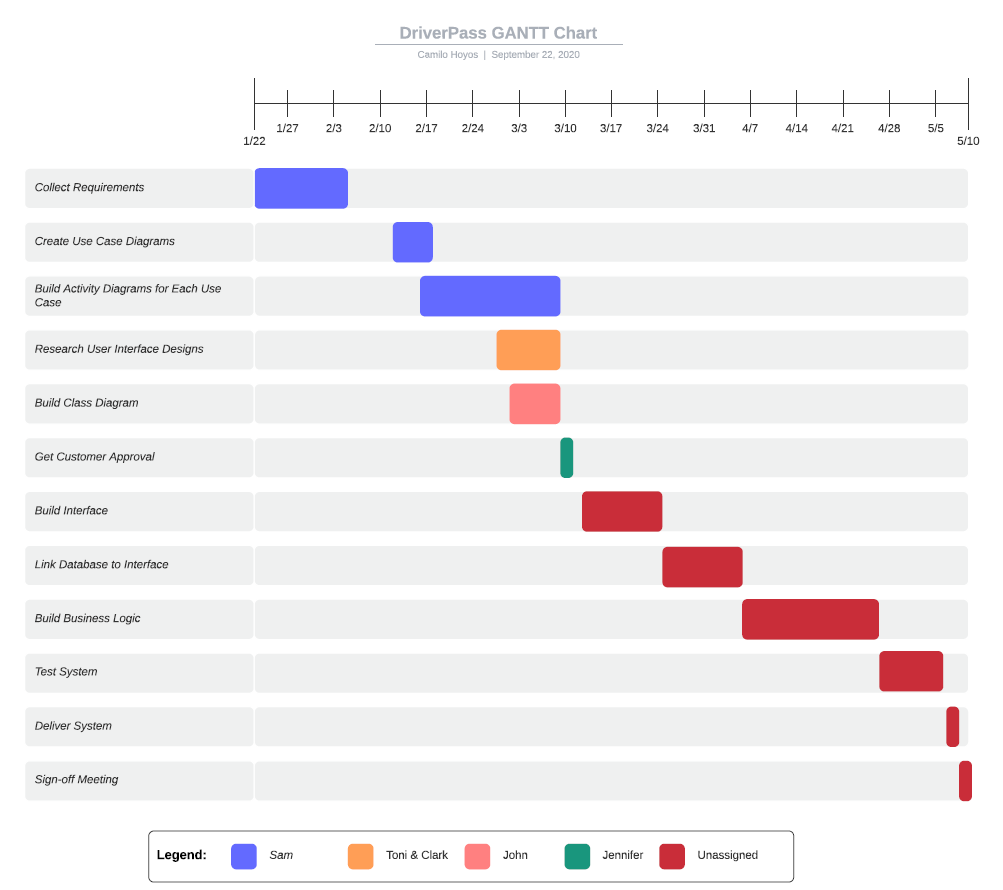 DriverPass GANTT Chart
Camilo Hoyos | September 22, 2020
1/27 2/3 2/10 2/17 2/24 3/3 3/10 3/17 3/24 3/31 4/7 4/14 4/21 4/28 5/5
1/22 5/10
Collect Requirements
Create Use Case Diagrams
Build Activity Diagrams for Each Use
Case
Research User Interface Designs
Build Class Diagram
Get Customer Approval
Build Interface
Link Database to Interface
Build Business Logic
Test System
Deliver System
Sign-off Meeting
Legend: Sam Toni & Clark John Jennifer Unassigned